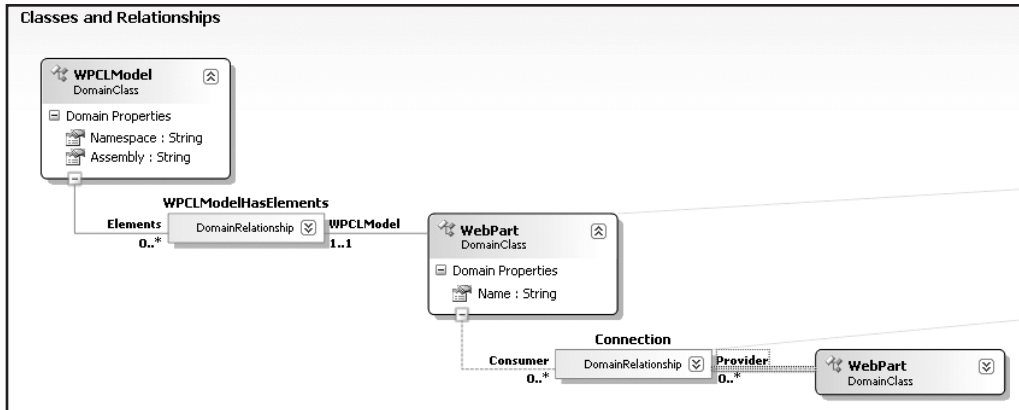 Classes and Relationships
WPCLModel
DomainClass
Domain Properties
Namespace : String
Assembly : String
WPCLModelHasElements
Elements
DomainRelationship
WPCLModel
0..*
1..1
WebPart
DomainClass
Domain Properties
Name : String
Connection
Consumer
DomainRelationship
Provider
0..*
0..*
WebPart
DomainClass